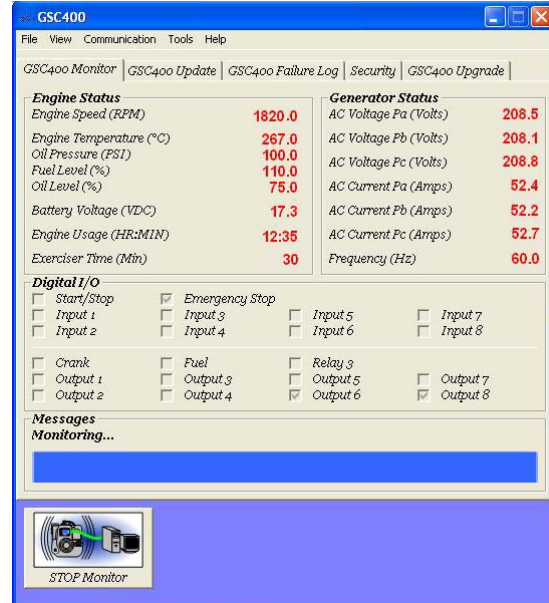 GSC400
File View Communication Tools Help
GSC400 Monitor GSC400 Update GSC400 Failure Log Security GSC400 Upgrade
Engine Status
Engine Speed (RPM) 1820.0
Engine Temperature (°C) 267.0
Oil Pressure (PSI) 100.0
Fuel Level (%) 110.0
Oil Level (%) 75.0
Battery Voltage (VDC) 17.3
Engine Usage (HR:MIN) 12:35
Exerciser Time (Min) 30
Generator Status
AC Voltage Pa (Volts) 208.5
AC Voltage Pb (Volts) 208.1
AC Voltage Pc (Volts) 208.8
AC Current Pa (Amps) 52.4
AC Current Pb (Amps) 52.2
AC Current Pc (Amps) 52.7
Frequency (Hz) 60.0
Digital I/O
Start/Stop Emergency Stop
Input 1 Input 3 Input 5 Input 7
Input 2 Input 4 Input 6 Input 8
Crank Fuel Relay 3
Output 1 Output 3 Output 5 Output 7
Output 2 Output 4 Output 6 Output 8
Messages
Monitoring...
STOP Monitor